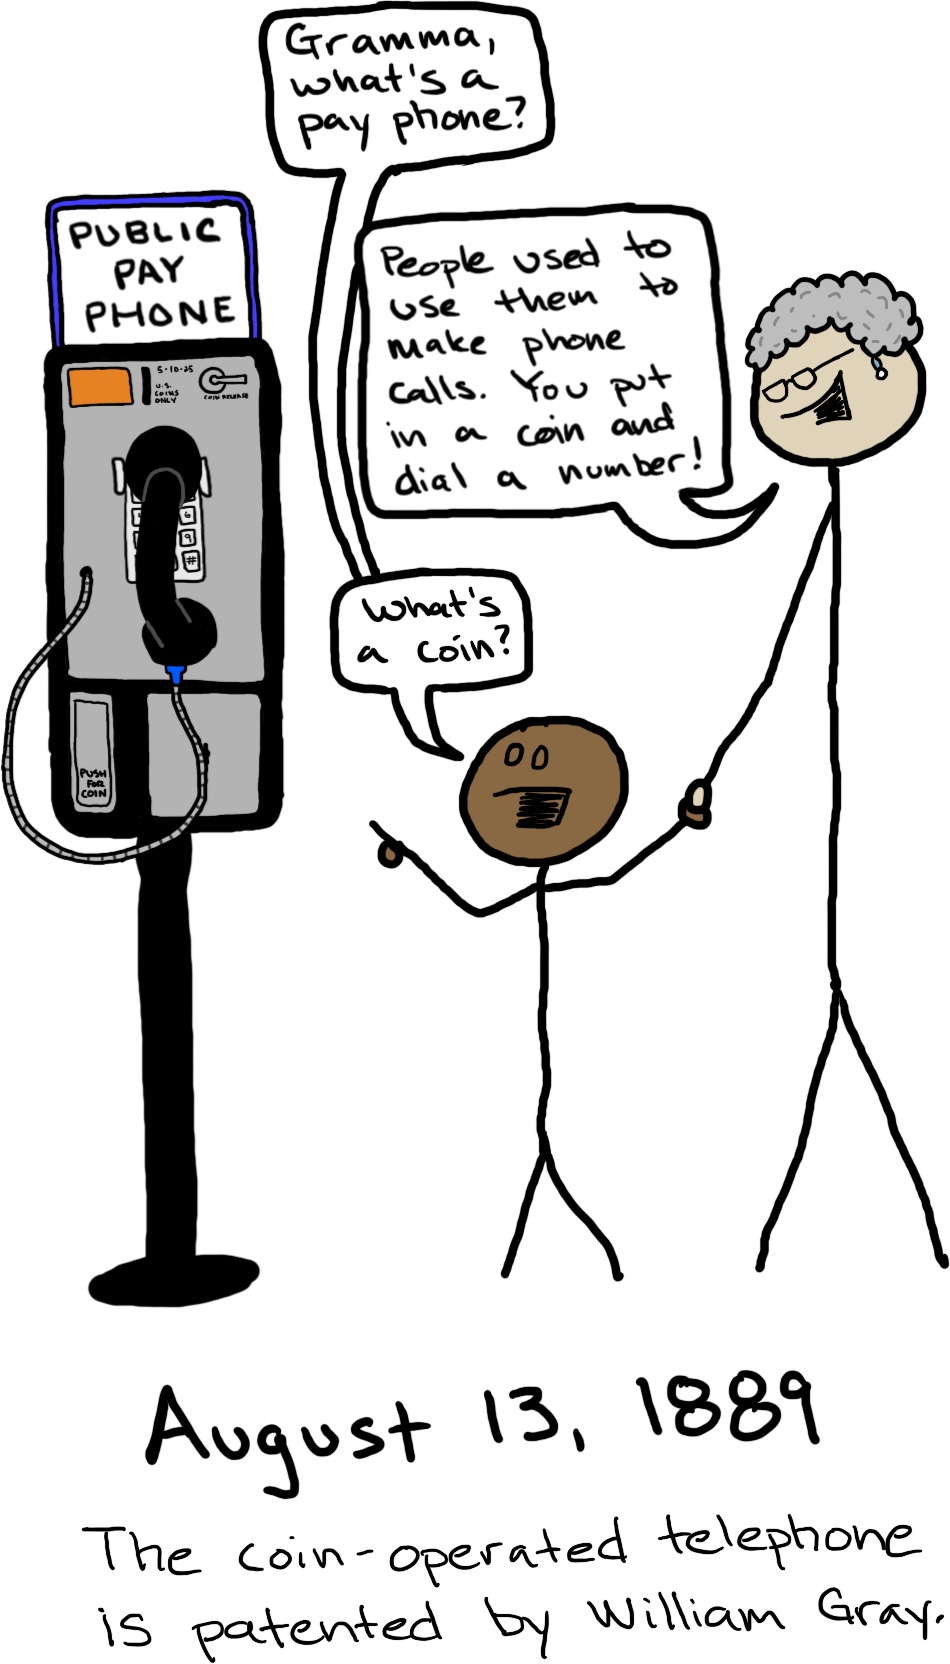 Gramma,
what's a
pay phone?
PUBLIC
PAY
PHONE
People used to
use them to
make phone
calls. You put
in a coin and
dial a number!
5-10-25
U.S.
COINS
ONLY
COIN RELEASE
6
9
#
What's
a coin?
PUSH
FOR
COIN
August 13, 1889
The coin-operated telephone
is patented by William Gray.